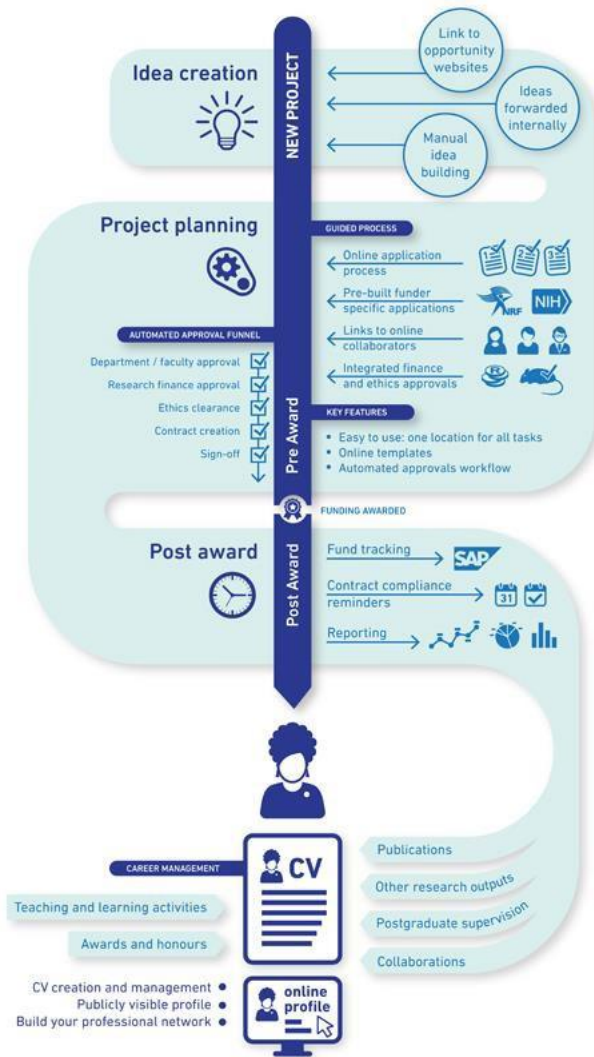 Idea creation
NEW PROJECT
Link to
opportunity
websites
Ideas
forwarded
internally
Manual
idea
building
Project planning
GUIDED PROCESS
Online application
process
1
2
3
Pre-built funder
specific applications
NRF
NIH
Links to online
collaborators
Integrated finance
and ethics approvals
R
AUTOMATED APPROVAL FUNNEL
Department / faculty approval
Research finance approval
Ethics clearance
Contract creation
Sign-off
Pre Award
KEY FEATURES
• Easy to use: one location for all tasks
• Online templates
• Automated approvals workflow
FUNDING AWARDED
Post award
Post Award
Fund tracking
SAP
Contract compliance
reminders
31
Reporting
CAREER MANAGEMENT
CV
Teaching and learning activities
Awards and honours
Publications
Other research outputs
Postgraduate supervision
Collaborations
CV creation and management •
Publicly visible profile •
Build your professional network •
online
profile